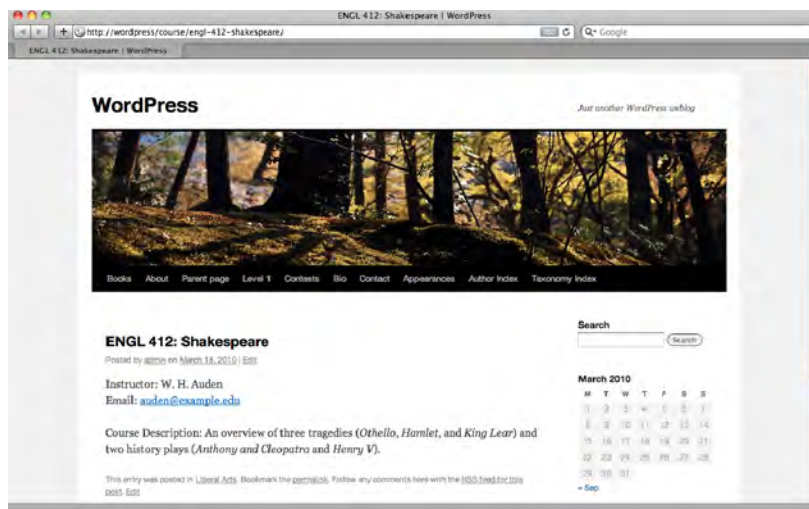 ENGL 412: Shakespeare | WordPress
http://wordpress/course/engl-412-shakespeare/
Google
ENGL 412: Shakespeare | WordPress
WordPress
Just another WordPress weblog
Books About Parent page Level 1 Contests Bio Contact Appearances Author Index Taxonomy Index
ENGL 412: Shakespeare
Posted by admin on March 18, 2010 | Edit
Instructor: W. H. Auden
Email: auden@example.edu
Course Description: An overview of three tragedies (Othello, Hamlet, and King Lear) and
two history plays (Anthony and Cleopatra and Henry V).
This entry was posted in Liberal Arts. Bookmark the permalink. Follow any comments here with the RSS feed for this
post. Edit
Search
Search
March 2010
M T W T F S S
1 2 3 4 5 6 7
8 9 10 11 12 13 14
15 16 17 18 19 20 21
22 23 24 25 26 27 28
29 30 31
« Sep